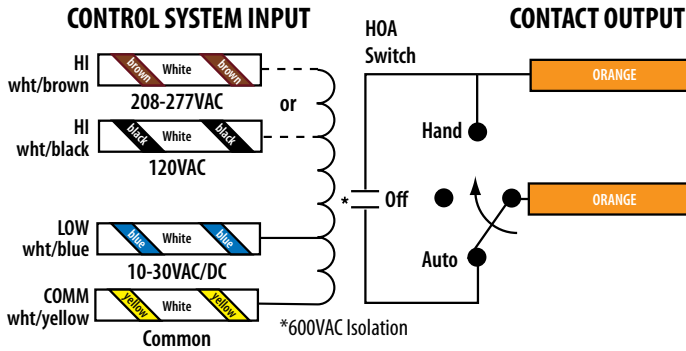 CONTROL SYSTEM INPUT
HOA
Switch
CONTACT OUTPUT
HI
wht/brown
brown
White
brown
208-277VAC
or
HI
wht/black
black
White
black
120VAC
LOW
wht/blue
blue
White
blue
10-30VAC/DC
COMM
wht/yellow
yellow
White
yellow
Common
*
*600VAC Isolation
Hand
Off
Auto
ORANGE
ORANGE